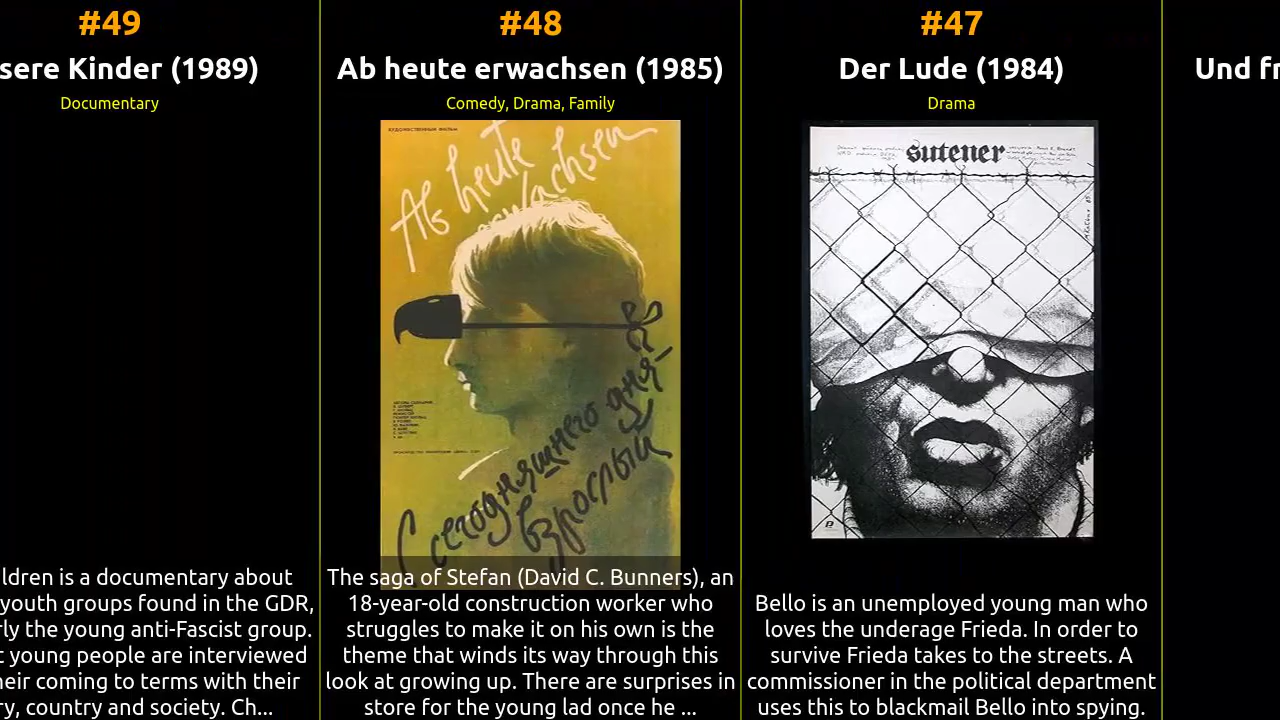 #49
sere Kinder (1989)
Documentary
ldren is a documentary about
youth groups found in the GDR,
rly the young anti-Fascist group.
t young people are interviewed
heir coming to terms with their
ry, country and society. Ch...
#48
Ab heute erwachsen (1985)
Comedy, Drama, Family
ХУДОЖЕСТВЕННЫЙ ФИЛЬМ
Ab heute
erwachsen
С сегодняшнего дня
взрослый
The saga of Stefan (David C. Bunners), an
18-year-old construction worker who
struggles to make it on his own is the
theme that winds its way through this
look at growing up. There are surprises in
store for the young lad once he ...
#47
Der Lude (1984)
Drama
sutener
Bello is an unemployed young man who
loves the underage Frieda. In order to
survive Frieda takes to the streets. A
commissioner in the political department
uses this to blackmail Bello into spying.
Und fr